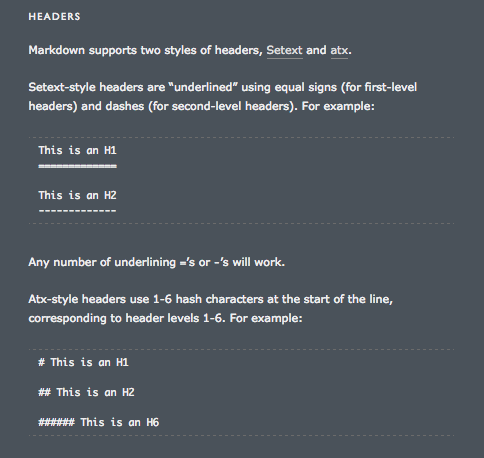 HEADERS
Markdown supports two styles of headers, Setext and atx.
Setext-style headers are “underlined” using equal signs (for first-level
headers) and dashes (for second-level headers). For example:
This is an H1
=============
This is an H2
-------------
Any number of underlining =’s or -’s will work.
Atx-style headers use 1-6 hash characters at the start of the line,
corresponding to header levels 1-6. For example:
# This is an H1
## This is an H2
###### This is an H6